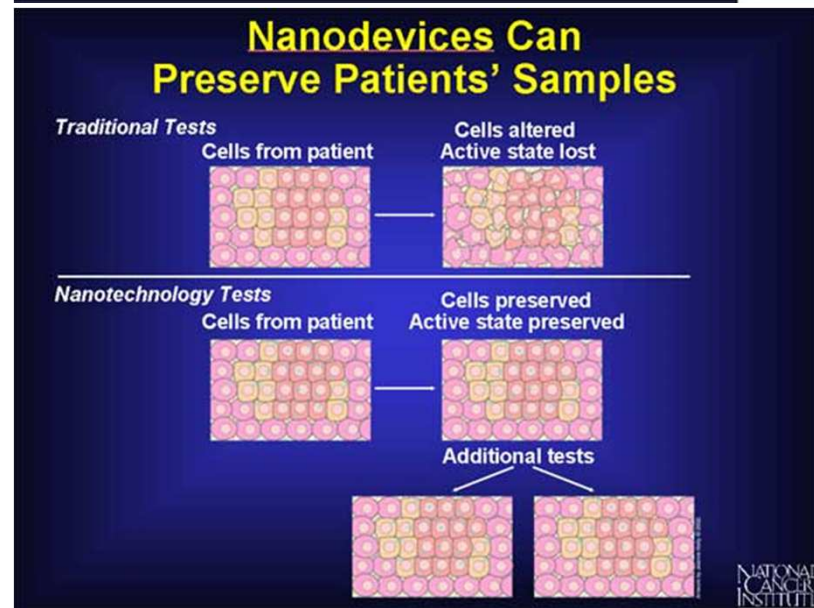 Nanodevices Can
Preserve Patients' Samples
Traditional Tests
Cells from patient
Cells altered
Active state lost
Nanotechnology Tests
Cells from patient
Cells preserved
Active state preserved
Additional tests
NATIONAL
CANCER
INSTITUTE